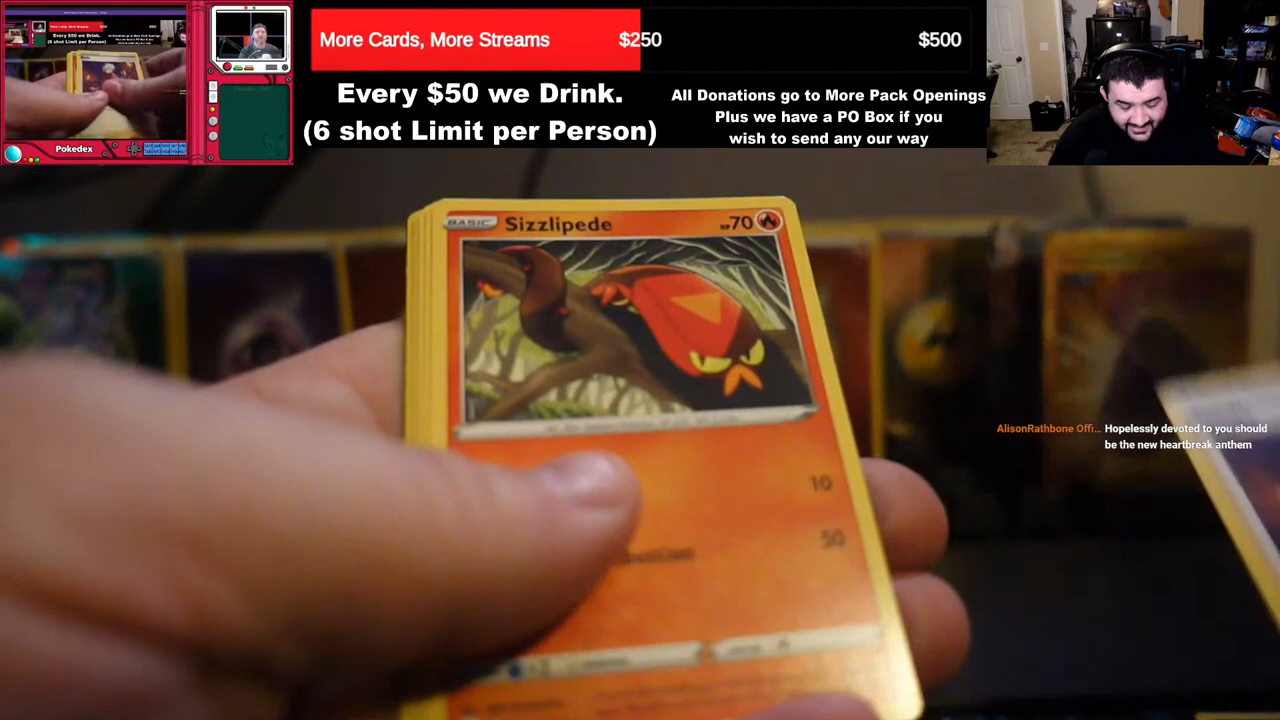 More Cards, More Streams $250 $500
Every $50 we Drink.
(6 shot Limit per Person)
All Donations go to More Pack Openings
Plus we have a PO Box if you
wish to send any our way
Pokedex
BASIC Sizzlipede HP 70
10
50
AlisonRathbone Offi... Hopelessly devoted to you should
be the new heartbreak anthem